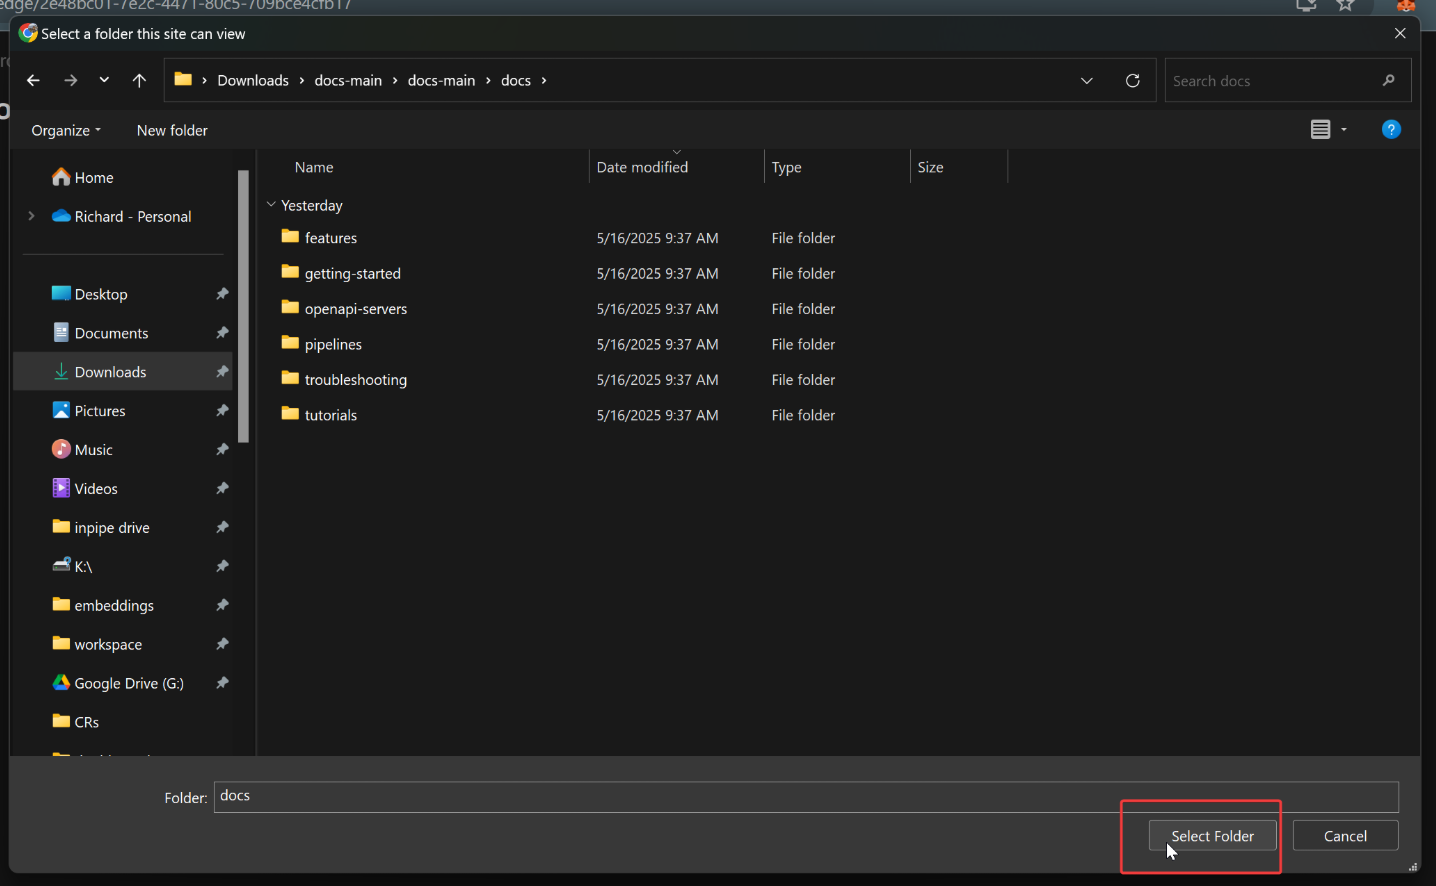 edge/2e48bc01-7e2c-4471-80c5-709bce4cfb17
Select a folder this site can view
Downloads > docs-main > docs-main > docs >
Search docs
Organize
New folder
?
Home
Richard - Personal
Desktop
Documents
Downloads
Pictures
Music
Videos
inpipe drive
K:\
embeddings
workspace
Google Drive (G:)
CRs
Name Date modified Type Size
Yesterday
features 5/16/2025 9:37 AM File folder
getting-started 5/16/2025 9:37 AM File folder
openapi-servers 5/16/2025 9:37 AM File folder
pipelines 5/16/2025 9:37 AM File folder
troubleshooting 5/16/2025 9:37 AM File folder
tutorials 5/16/2025 9:37 AM File folder
Folder: docs
Select Folder Cancel